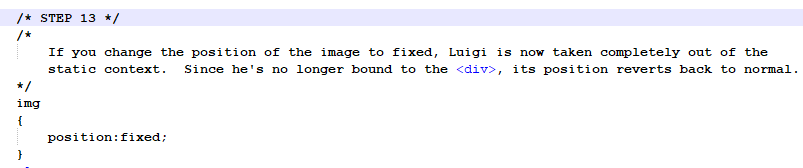 /* STEP 13 */
/*
If you change the position of the image to fixed, Luigi is now taken completely out of the
static context.  Since he's no longer bound to the <div>, its position reverts back to normal.
*/
img
{
position:fixed;
}